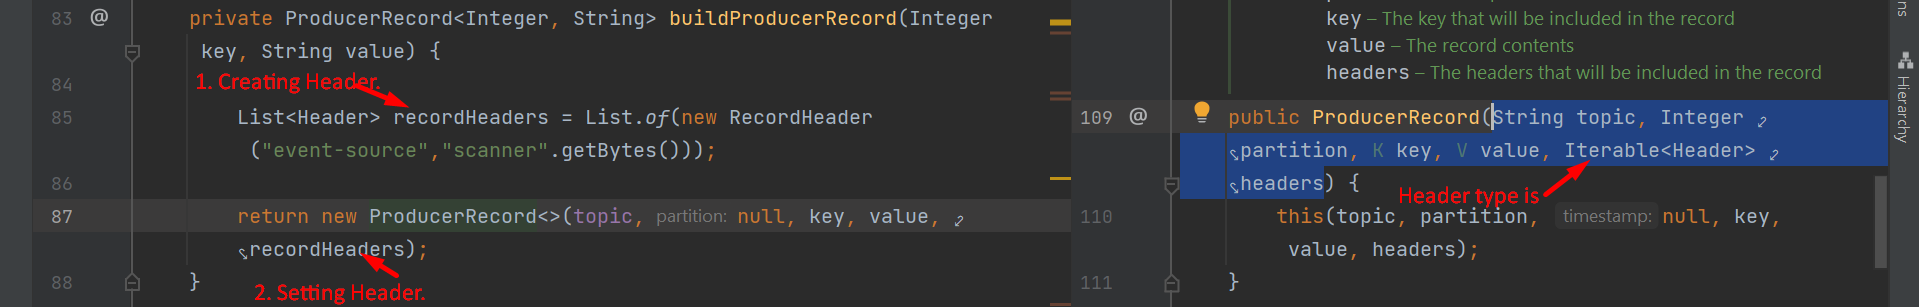 83 @ private ProducerRecord<Integer, String> buildProducerRecord(Integer
key, String value) {
84
1. Creating Header.
85 List<Header> recordHeaders = List.of(new RecordHeader
("event-source","scanner".getBytes()));
86
87 return new ProducerRecord<>(topic, partition: null, key, value,
recordHeaders);
88 }
2. Setting Header.
key – The key that will be included in the record
value – The record contents
headers – The headers that will be included in the record
109 @ public ProducerRecord(String topic, Integer
partition, K key, V value, Iterable<Header>
headers) {
Header type is
110 this(topic, partition, timestamp: null, key,
value, headers);
111 }
ns
Hierarchy